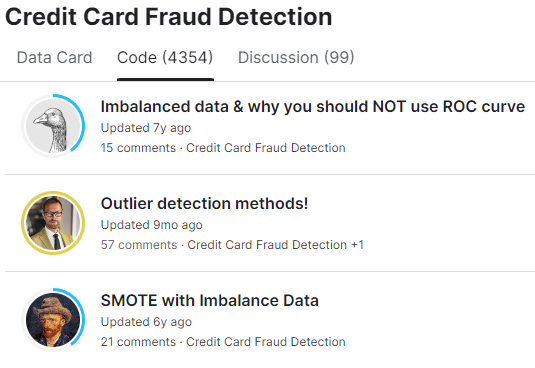 Credit Card Fraud Detection
Data Card Code (4354) Discussion (99)
Imbalanced data & why you should NOT use ROC curve
Updated 7y ago
15 comments · Credit Card Fraud Detection
Outlier detection methods!
Updated 9mo ago
57 comments · Credit Card Fraud Detection +1
SMOTE with Imbalance Data
Updated 6y ago
21 comments · Credit Card Fraud Detection